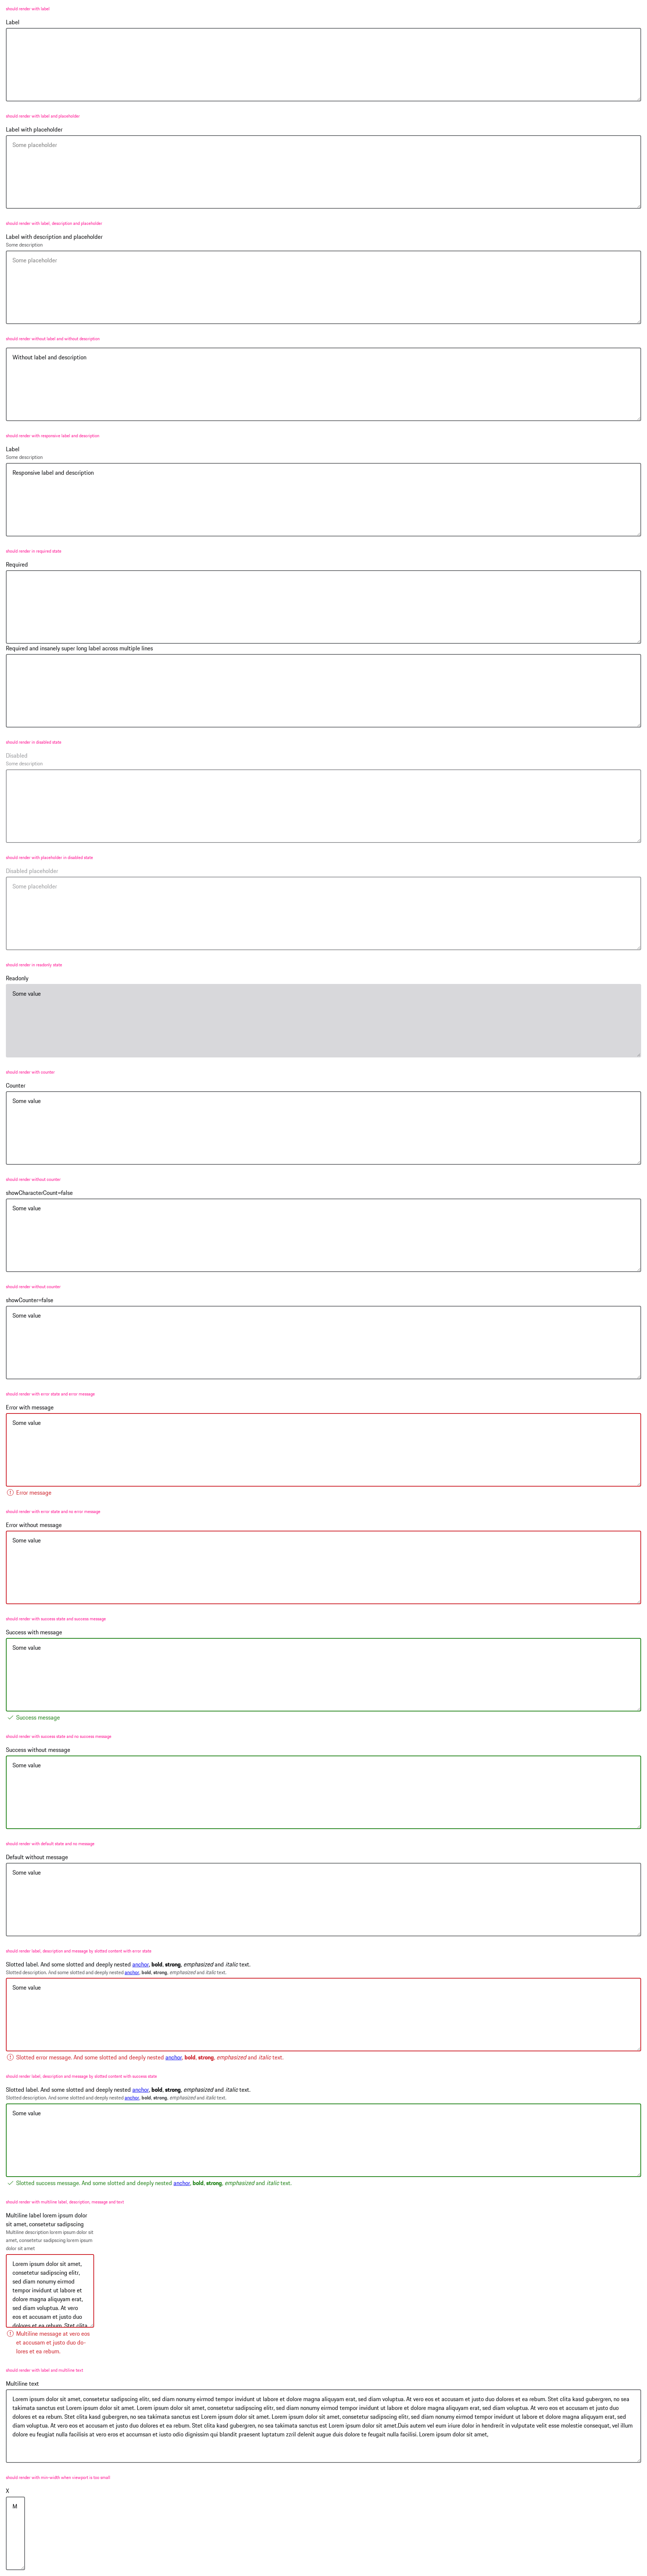 should render with label
Label
should render with label and placeholder
Label with placeholder
Some placeholder
should render with label, description and placeholder
Label with description and placeholder
Some description
Some placeholder
should render without label and without description
Without label and description
should render with responsive label and description
Label
Some description
Responsive label and description
should render in required state
Required
Required and insanely super long label across multiple lines
should render in disabled state
Disabled
Some description
should render with placeholder in disabled state
Disabled placeholder
Some placeholder
should render in readonly state
Readonly
Some value
should render with counter
Counter
Some value
should render without counter
showCharacterCount=false
Some value
should render without counter
showCounter=false
Some value
should render with error state and error message
Error with message
Some value
Error message
should render with error state and no error message
Error without message
Some value
should render with success state and success message
Success with message
Some value
Success message
should render with success state and no success message
Success without message
Some value
should render with default state and no message
Default without message
Some value
should render label, description and message by slotted content with error state
Slotted label. And some slotted and deeply nested anchor, bold, strong, emphasized and italic text.
Slotted description. And some slotted and deeply nested anchor, bold, strong, emphasized and italic text.
Some value
Slotted error message. And some slotted and deeply nested anchor, bold, strong, emphasized and italic text.
should render label, description and message by slotted content with success state
Slotted label. And some slotted and deeply nested anchor, bold, strong, emphasized and italic text.
Slotted description. And some slotted and deeply nested anchor, bold, strong, emphasized and italic text.
Some value
Slotted success message. And some slotted and deeply nested anchor, bold, strong, emphasized and italic text.
should render with multiline label, description, message and text
Multiline label lorem ipsum dolor
sit amet, consetetur sadipscing
Multiline description lorem ipsum dolor sit
amet, consetetur sadipscing lorem ipsum
dolor sit amet
Lorem ipsum dolor sit amet,
consetetur sadipscing elitr,
sed diam nonumy eirmod
tempor invidunt ut labore et
dolore magna aliquyam erat,
sed diam voluptua. At vero
eos et accusam et justo duo
dolores et ea rebum. Stet clita
Multiline message at vero eos
et accusam et justo duo do-
lores et ea rebum.
should render with label and multiline text
Multiline text
Lorem ipsum dolor sit amet, consetetur sadipscing elitr, sed diam nonumy eirmod tempor invidunt ut labore et dolore magna aliquyam erat, sed diam voluptua. At vero eos et accusam et justo duo dolores et ea rebum. Stet clita kasd gubergren, no sea
takimata sanctus est Lorem ipsum dolor sit amet. Lorem ipsum dolor sit amet, consetetur sadipscing elitr, sed diam nonumy eirmod tempor invidunt ut labore et dolore magna aliquyam erat, sed diam voluptua. At vero eos et accusam et justo duo
dolores et ea rebum. Stet clita kasd gubergren, no sea takimata sanctus est Lorem ipsum dolor sit amet. Lorem ipsum dolor sit amet, consetetur sadipscing elitr, sed diam nonumy eirmod tempor invidunt ut labore et dolore magna aliquyam erat, sed
diam voluptua. At vero eos et accusam et justo duo dolores et ea rebum. Stet clita kasd gubergren, no sea takimata sanctus est Lorem ipsum dolor sit amet.Duis autem vel eum iriure dolor in hendrerit in vulputate velit esse molestie consequat, vel illum
dolore eu feugiat nulla facilisis at vero eros et accumsan et iusto odio dignissim qui blandit praesent luptatum zzril delenit augue duis dolore te feugait nulla facilisi. Lorem ipsum dolor sit amet,
should render with min-width when viewport is too small
X
M